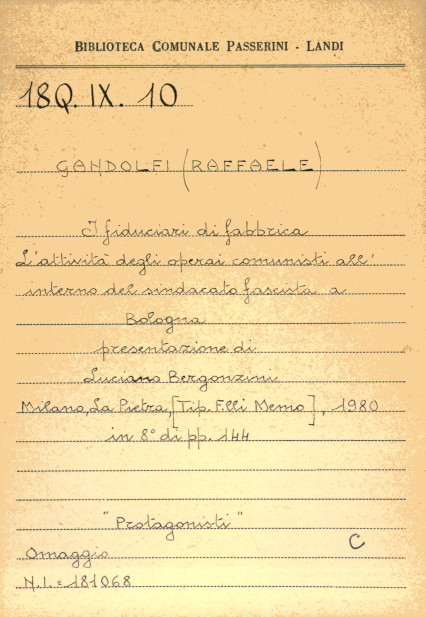 BIBLIOTECA COMUNALE PASSERINI - LANDI
18Q. IX. 10
GANDOLFI (RAFFAELE)
I fiduciari di fabbrica
L'attività degli operai comunisti all'
interno del sindacato fascista a
Bologna
presentazione di
Luciano Bergonzini
Milano, La Pietra, [Tip. F.lli Memo], 1980
in 8° di pp. 144
"Protagonisti"
Omaggio
C
N.I. = 181068